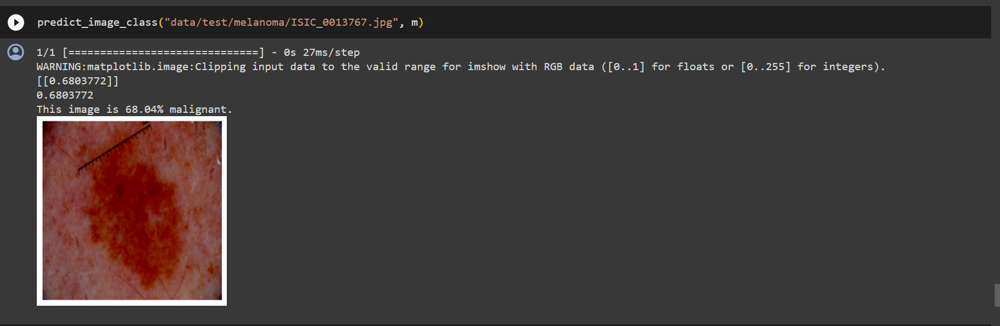 predict_image_class("data/test/melanoma/ISIC_0013767.jpg", m)
1/1 [==============================] - 0s 27ms/step
WARNING:matplotlib.image:Clipping input data to the valid range for imshow with RGB data ([0..1] for floats or [0..255] for integers).
[[0.6803772]]
0.6803772
This image is 68.04% malignant.